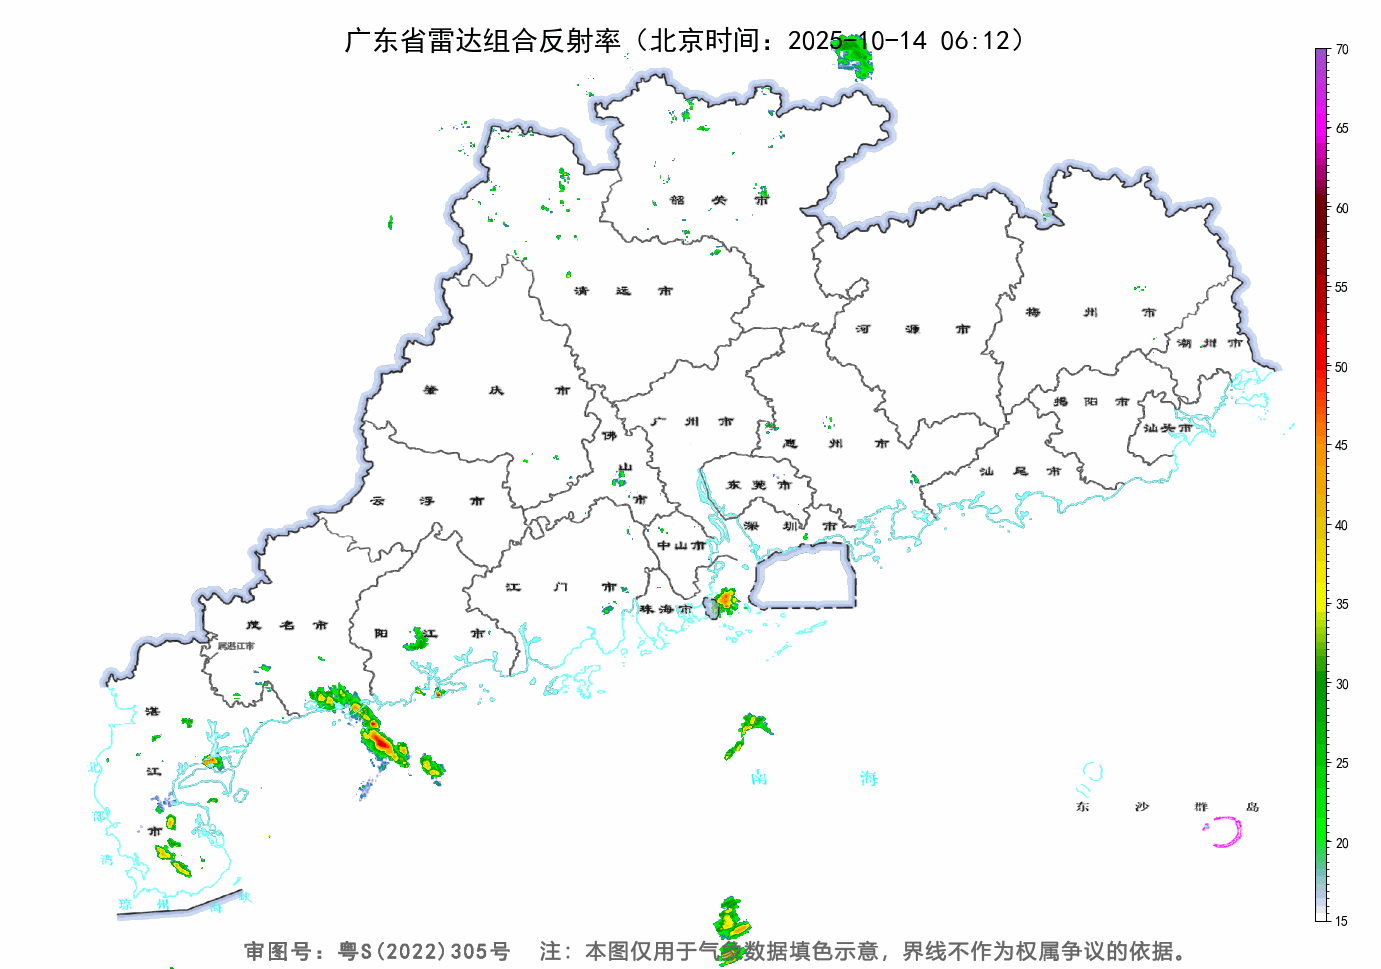 广东省雷达组合反射率（北京时间：2025-10-14 06:12）
70
65
60
55
50
45
40
35
30
25
20
15
韶关市
清远市
河源市
梅州市
潮州市
肇庆市
广州市
惠州市
揭阳市
汕头市
佛山市
云浮市
东莞市
汕尾市
深圳市
中山市
江门市
珠海市
茂名市
阳江市
属湛江市
湛江市
北部湾
琼州海峡
南海
东沙群岛
审图号：粤S(2022)305号 注：本图仅用于气象数据填色示意，界线不作为权属争议的依据。